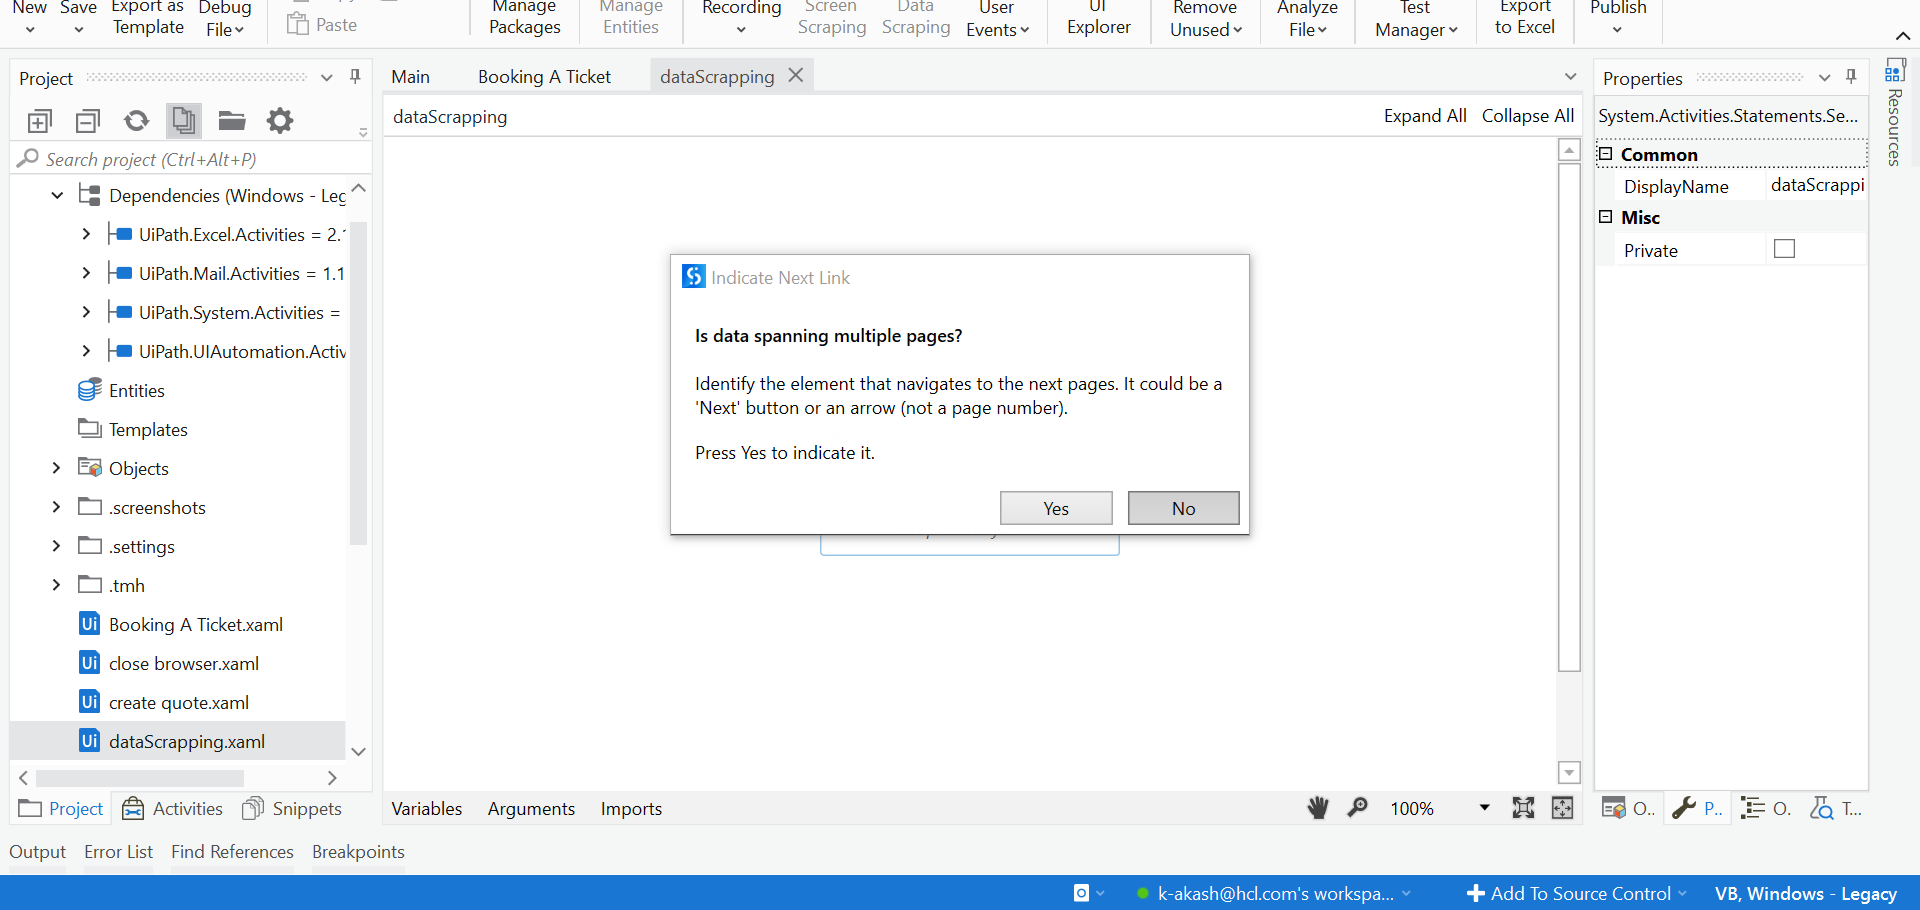 New
Save
Export as
Template
Debug
File
Paste
Manage
Packages
Manage
Entities
Recording
Screen
Scraping
Data
Scraping
User
Events
UI
Explorer
Remove
Unused
Analyze
File
Test
Manager
Export
to Excel
Publish
Project
Search project (Ctrl+Alt+P)
Dependencies (Windows - Leg
UiPath.Excel.Activities = 2.
UiPath.Mail.Activities = 1.1
UiPath.System.Activities =
UiPath.UIAutomation.Activ
Entities
Templates
Objects
.screenshots
.settings
.tmh
Ui Booking A Ticket.xaml
Ui close browser.xaml
Ui create quote.xaml
Ui dataScrapping.xaml
Project
Activities
Snippets
Main
Booking A Ticket
dataScrapping
dataScrapping
Expand All
Collapse All
Indicate Next Link
Is data spanning multiple pages?
Identify the element that navigates to the next pages. It could be a
'Next' button or an arrow (not a page number).
Press Yes to indicate it.
Yes
No
Variables
Arguments
Imports
100%
Properties
System.Activities.Statements.Se...
Common
DisplayName
dataScrappi
Misc
Private
O..
P..
O.
T...
Resources
Output
Error List
Find References
Breakpoints
k-akash@hcl.com's workspa...
Add To Source Control
VB, Windows - Legacy